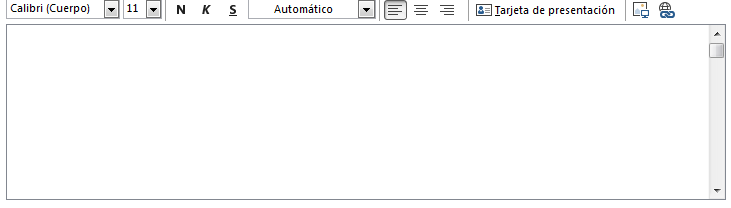 Calibri (Cuerpo) 11 N K S Automático Tarjeta de presentación